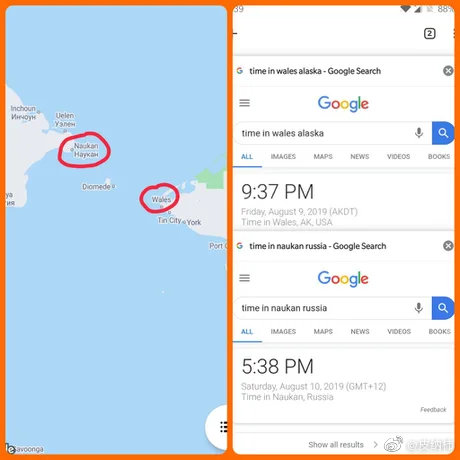 Inchoun
Инчоун
Uelen
Уэлен
Naukan
Наукан
Diomede
Wales
Tin City
York
Port C
уя
avoonga
39
2
88%
time in wales alaska - Google Search
Google
time in wales alaska
ALL IMAGES MAPS NEWS VIDEOS BOOKS
9:37 PM
Friday, August 9, 2019 (AKDT)
Time in Wales, AK, USA
time in naukan russia - Google Search
Google
time in naukan russia
ALL IMAGES MAPS NEWS VIDEOS BOOKS
5:38 PM
Saturday, August 10, 2019 (GMT+12)
Time in Naukan, Russia
Feedback
Show all results